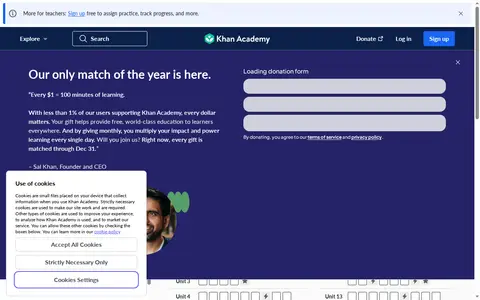 More for teachers: Sign up free to assign practice, track progress, and more.
Explore
Search
Khan Academy
Donate
Log in
Sign up
Our only match of the year is here.
"Every $1 = 100 minutes of learning.
With less than 1% of our users supporting Khan Academy, every dollar
matters. Your gift helps provide free, world-class education to learners
everywhere. And by giving monthly, you multiply your impact and power
learning every single day. Will you join us? Right now, every gift is
matched through Dec 31."
– Sal Khan, Founder and CEO
Loading donation form
By donating, you agree to our terms of service and privacy policy.
Use of cookies
Cookies are small files placed on your device that collect
information when you use Khan Academy. Strictly necessary
cookies are used to make our site work and are required.
Other types of cookies are used to improve your experience,
to analyze how Khan Academy is used, and to market our
service. You can allow these other cookies by checking the
boxes below. You can learn more in our cookie policy
Accept All Cookies
Strictly Necessary Only
Cookies Settings
Unit 3
Unit 4
Unit 13